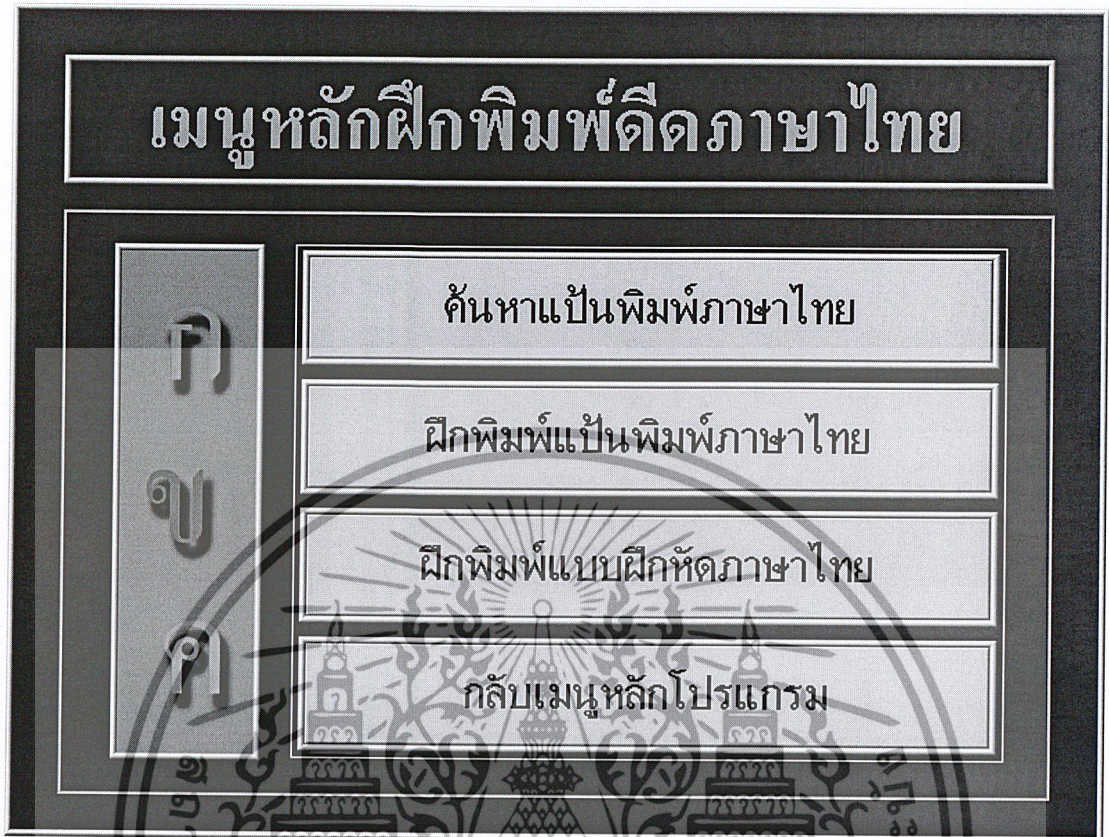 เมนูหลักฝึกพิมพ์ดีดภาษาไทย
ก
ข
ค
ค้นหาแป้นพิมพ์ภาษาไทย
ฝึกพิมพ์แป้นพิมพ์ภาษาไทย
ฝึกพิมพ์แบบฝึกหัดภาษาไทย
กลับเมนูหลักโปรแกรม